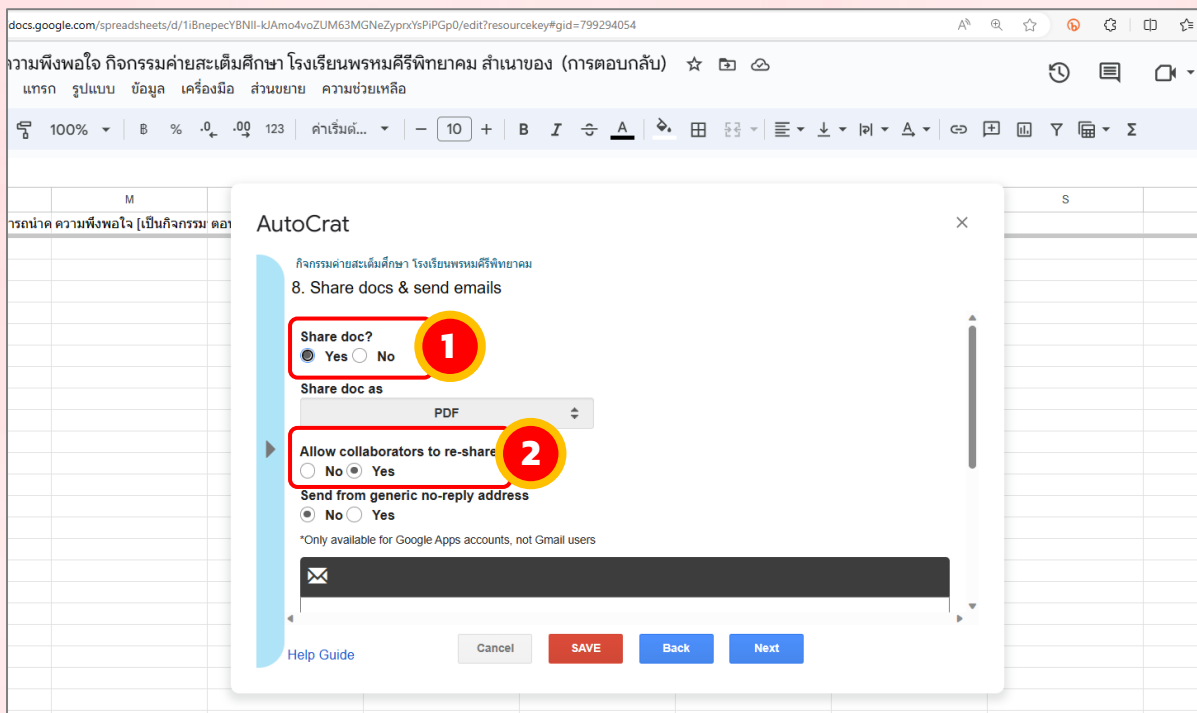 docs.google.com/spreadsheets/d/1iBnepecYBNIl-kJAmo4voZUM63MGNeZyprxYsPiPGp0/edit?resourcekey#gid=799294054
ความพึงพอใจ กิจกรรมค่ายสะเต็มศึกษา โรงเรียนพรหมคีรีพิทยาคม สำเนาของ (การตอบกลับ)
แทรก รูปแบบ ข้อมูล เครื่องมือ ส่วนขยาย ความช่วยเหลือ
100% B % .0 .00 123 ค่าเริ่มต้... 10 B I A
M S
ความพึงพอใจ [เป็นกิจกรรม
AutoCrat
กิจกรรมค่ายสะเต็มศึกษา โรงเรียนพรหมคีรีพิทยาคม
8. Share docs & send emails
Share doc?
Yes No
1
Share doc as
PDF
Allow collaborators to re-share
No Yes
2
Send from generic no-reply address
No Yes
*Only available for Google Apps accounts, not Gmail users
Help Guide Cancel SAVE Back Next